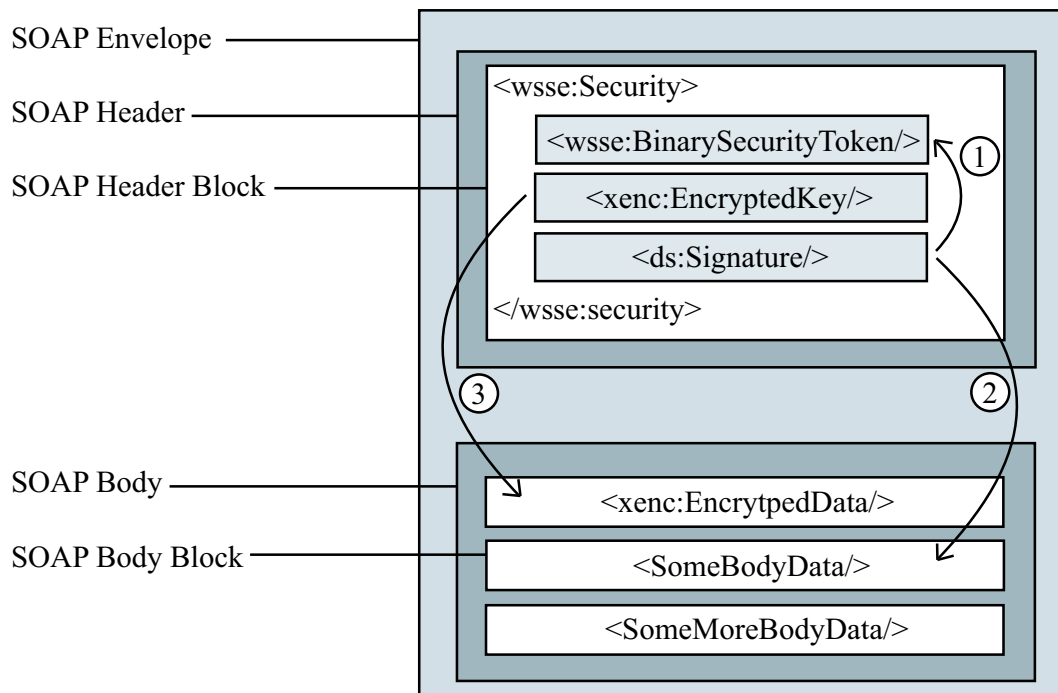 SOAP Envelope
<wsse:Security>
SOAP Header
<wsse:BinarySecurityToken/>
1
SOAP Header Block
<xenc:EncryptedKey/>
<ds:Signature/>
</wsse:security>
3
2
SOAP Body
<xenc:EncrytpedData/>
SOAP Body Block
<SomeBodyData/>
<SomeMoreBodyData/>